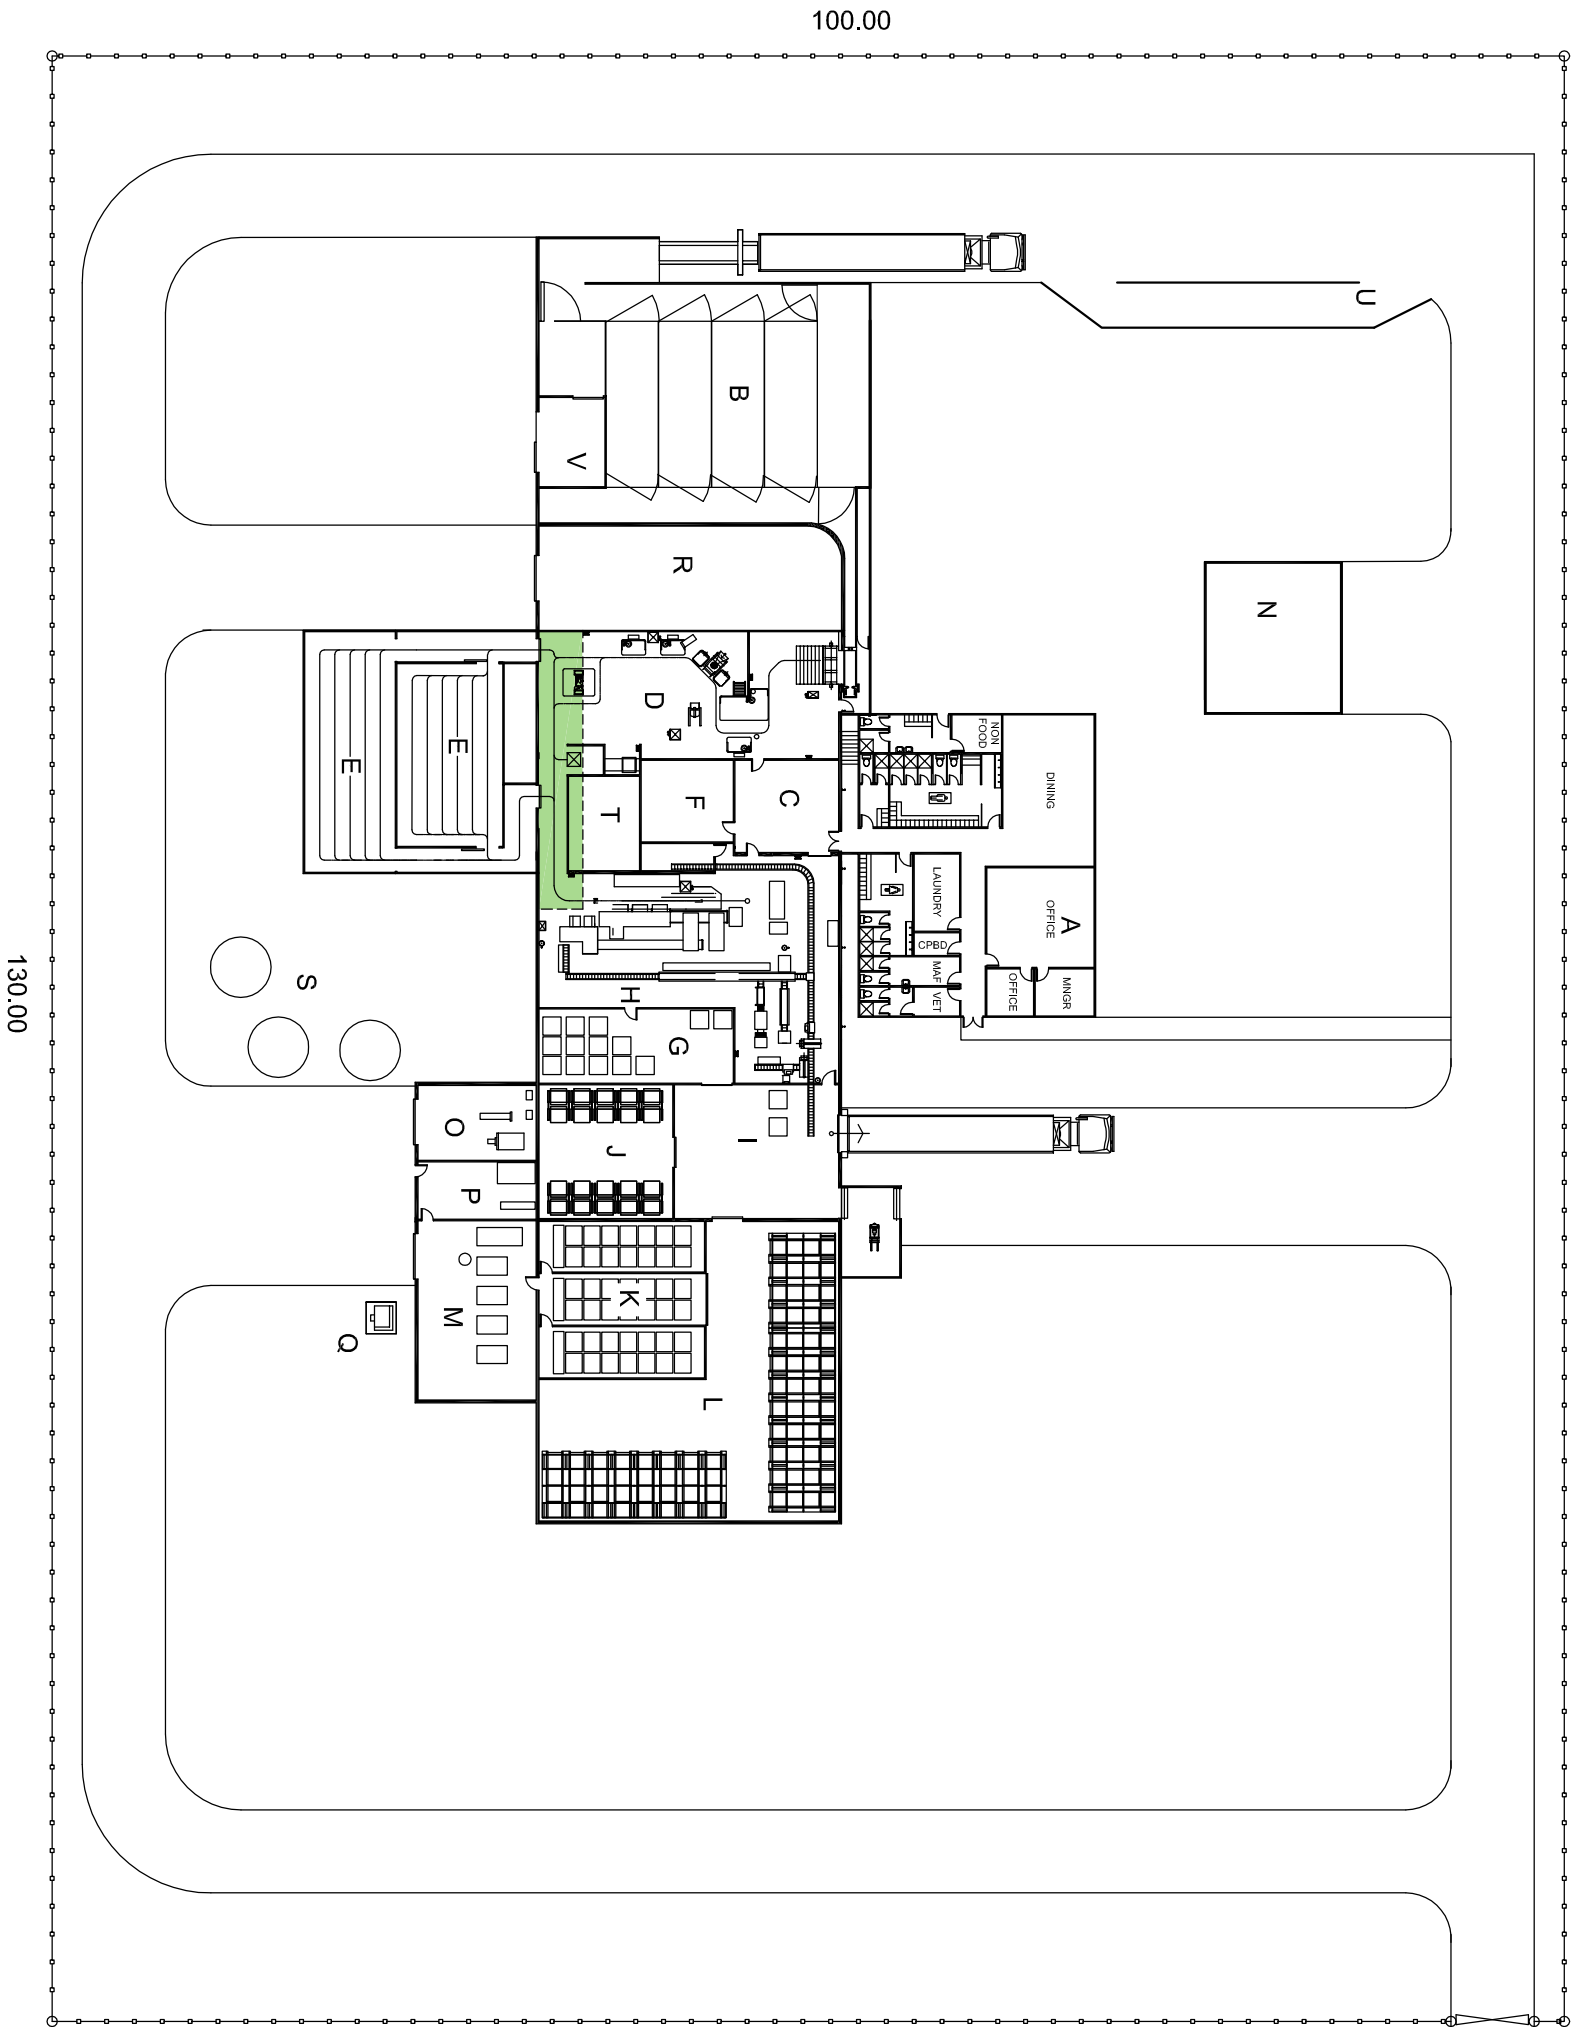 100.00
U
B
V
R
N
D
E
E
NON
FOOD
DINING
F
C
T
LAUNDRY
A
OFFICE
CPBD
MAF
VET
OFFICE
MNGR
S
130.00
H
G
O
J
I
P
M
K
Q
L